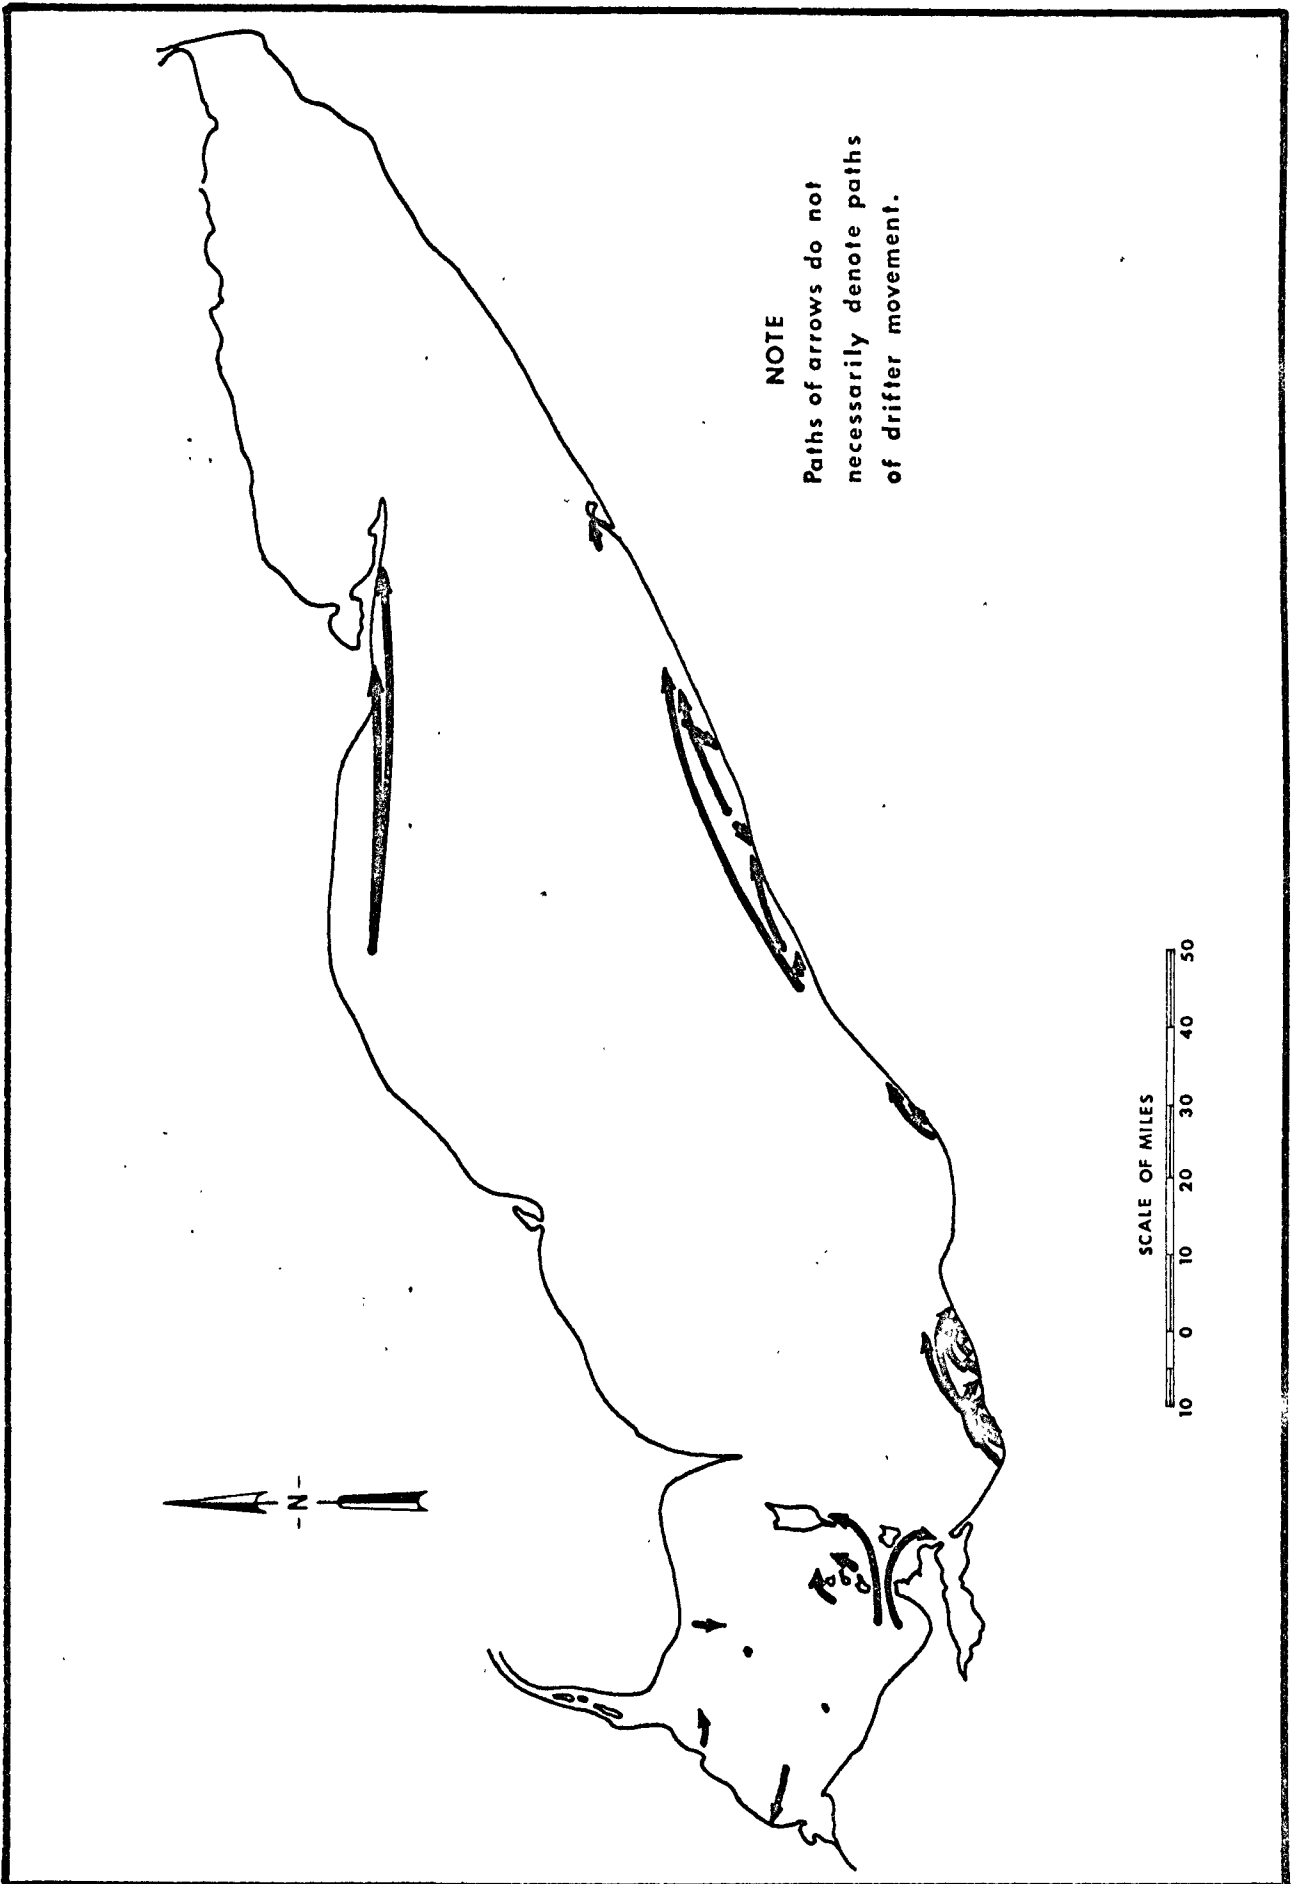 NOTE
Paths of arrows do not
necessarily denote paths
of drifter movement.
-N-
SCALE OF MILES
10 0 10 20 30 40 50